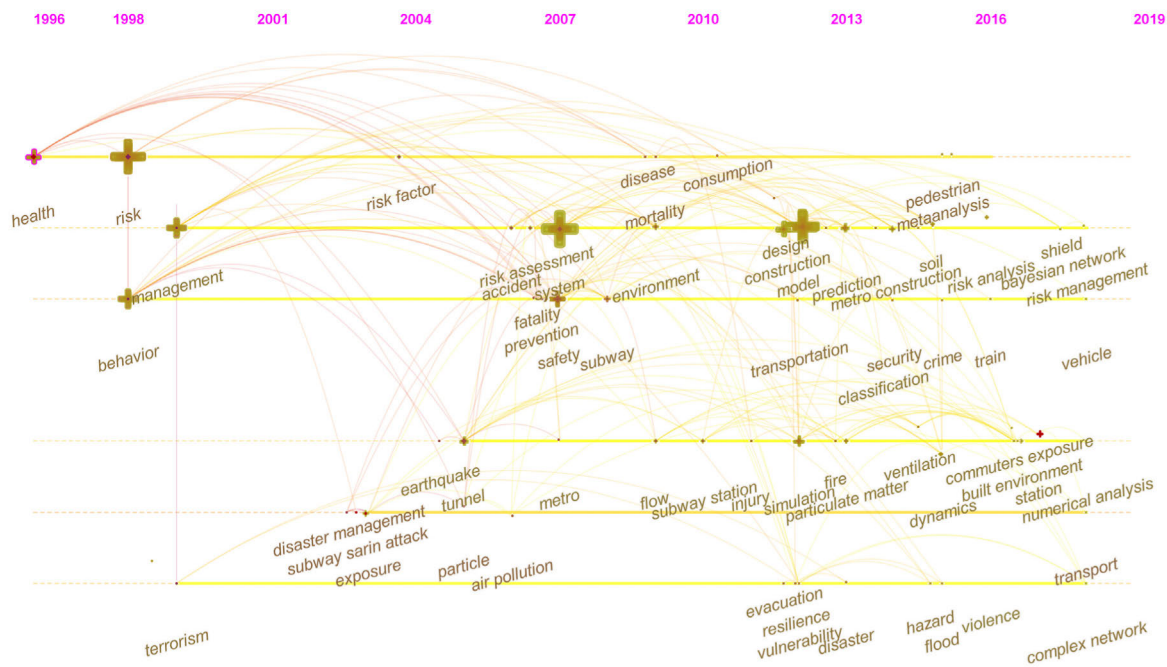 1996 1998 2001 2004 2007 2010 2013 2016 2019
health
risk
risk factor
disease
consumption
mortality
pedestrian
metaanalysis
management
risk assessment
accident
system
environment
design
construction
model
prediction
metro construction
soil
risk analysis
shield
bayesian network
risk management
behavior
fatality
prevention
safety
subway
transportation
security
classification
crime
train
vehicle
earthquake
tunnel
metro
flow
subway station
injury
simulation
fire
particulate matter
ventilation
commuters exposure
built environment
dynamics
station
numerical analysis
disaster management
subway sarin attack
exposure
particle
air pollution
transport
terrorism
evacuation
resilience
vulnerability
disaster
hazard
flood
violence
complex network